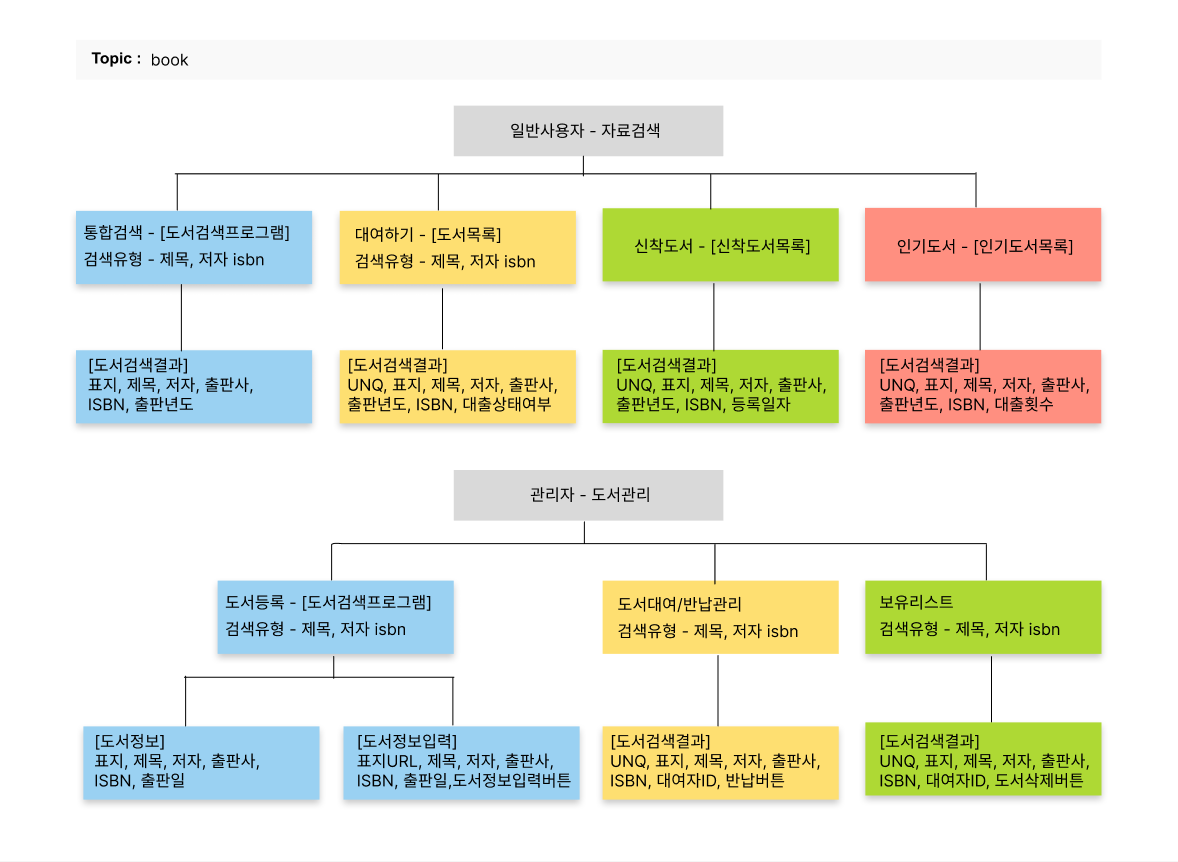 Topic : book
일반사용자 - 자료검색
통합검색 - [도서검색프로그램]
검색유형 - 제목, 저자 isbn
대여하기 - [도서목록]
검색유형 - 제목, 저자 isbn
신착도서 - [신착도서목록]
인기도서 - [인기도서목록]
[도서검색결과]
표지, 제목, 저자, 출판사,
ISBN, 출판년도
[도서검색결과]
UNQ, 표지, 제목, 저자, 출판사,
출판년도, ISBN, 대출상태여부
[도서검색결과]
UNQ, 표지, 제목, 저자, 출판사,
출판년도, ISBN, 등록일자
[도서검색결과]
UNQ, 표지, 제목, 저자, 출판사,
출판년도, ISBN, 대출횟수
관리자 - 도서관리
도서등록 - [도서검색프로그램]
검색유형 - 제목, 저자 isbn
도서대여/반납관리
검색유형 - 제목, 저자 isbn
보유리스트
검색유형 - 제목, 저자 isbn
[도서정보]
표지, 제목, 저자, 출판사,
ISBN, 출판일
[도서정보입력]
표지URL, 제목, 저자, 출판사,
ISBN, 출판일,도서정보입력버튼
[도서검색결과]
UNQ, 표지, 제목, 저자, 출판사,
ISBN, 대여자ID, 반납버튼
[도서검색결과]
UNQ, 표지, 제목, 저자, 출판사,
ISBN, 대여자ID, 도서삭제버튼